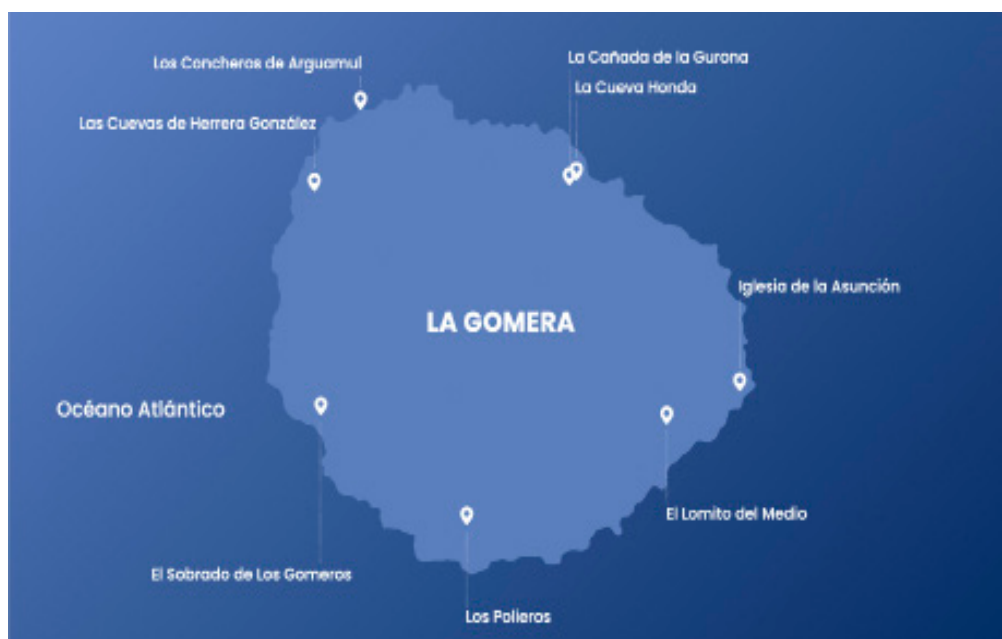 La Cañada de la Gurona
Los Concheros de Arguamul
La Cueva Honda
Las Cuevas de Herrera González
Iglesia de la Asunción
LA GOMERA
Océano Atlántico
El Lomito del Medio
El Sobrado de Los Gomeros
Los Polieros